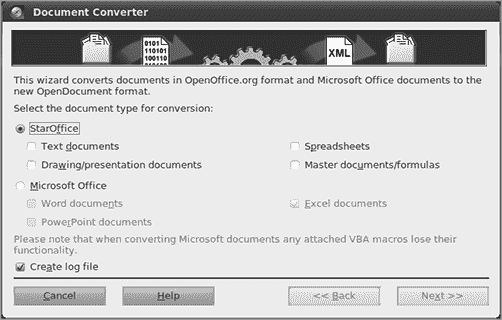 Document Converter
0101
101101
100110
XML
This wizard converts documents in OpenOffice.org format and Microsoft Office documents to the
new OpenDocument format.
Select the document type for conversion:
StarOffice
Text documents Spreadsheets
Drawing/presentation documents Master documents/formulas
Microsoft Office
Word documents Excel documents
PowerPoint documents
Please note that when converting Microsoft documents any attached VBA macros lose their
functionality.
Create log file
Cancel Help << Back Next >>